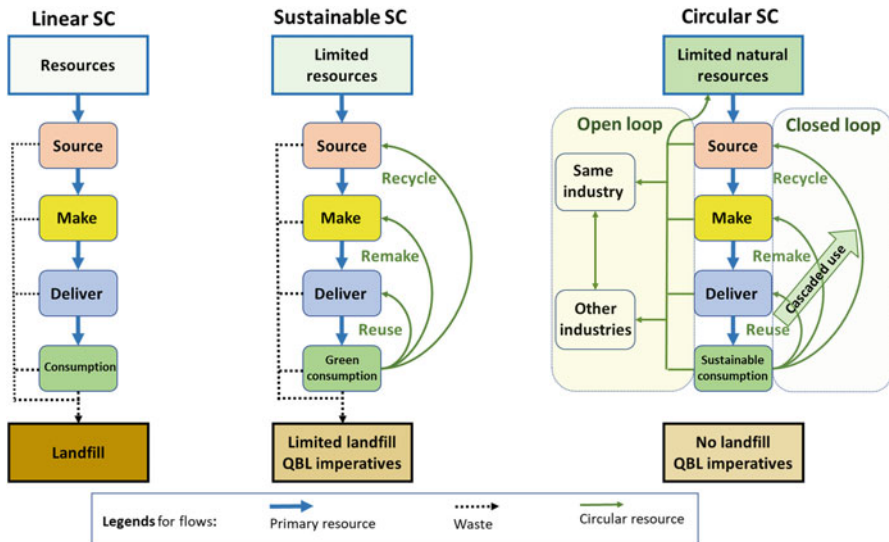 Linear SC
Resources
Source
Make
Deliver
Consumption
Landfill
Sustainable SC
Limited
resources
Source
Recycle
Make
Remake
Deliver
Reuse
Green
consumption
Limited landfill
QBL imperatives
Circular SC
Limited natural
resources
Open loop
Closed loop
Source
Same
industry
Recycle
Make
Remake
Cascaded use
Deliver
Other
industries
Reuse
Sustainable
consumption
No landfill
QBL imperatives
Legends for flows:
Primary resource
Waste
Circular resource